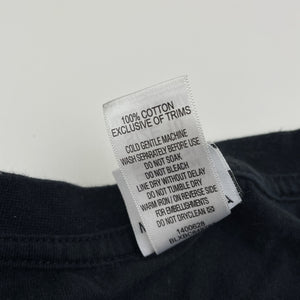 100% COTTON
EXCLUSIVE OF TRIMS
COLD GENTLE MACHINE
WASH SEPARATELY BEFORE USE
DO NOT SOAK
DO NOT BLEACH
LINE DRY WITHOUT DELAY
DO NOT TUMBLE DRY
WARM IRON / ON REVERSE SIDE
FOR EMBELLISHMENTS
DO NOT DRYCLEAN
1400628